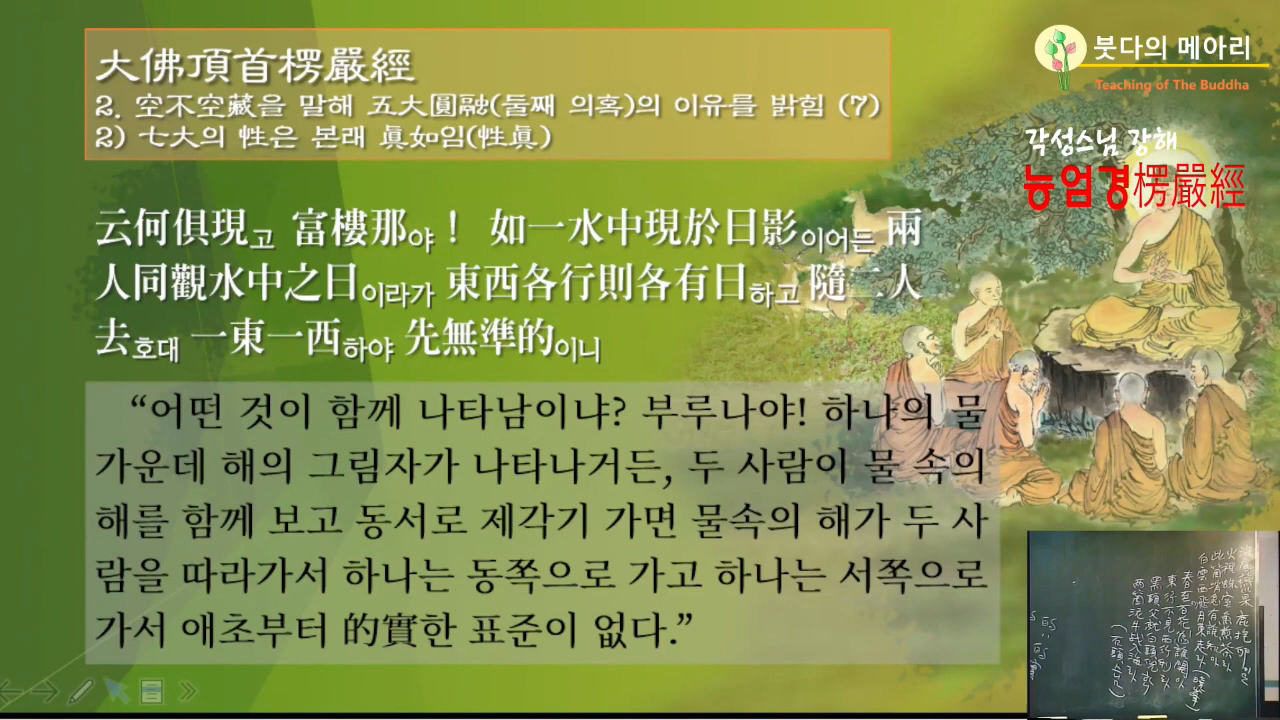 大佛頂首楞嚴經
2. 空不空藏을 말해 五大圓融(둘째 의혹)의 이유를 밝힘 (7)
2) 七大의 性은 본래 眞如임(性眞)
云何俱現고 富樓那야 ! 如一水中現於日影이어든 兩
人同觀水中之日이라가 東西各行則各有日하고 隨二人
去호대 一東一西하야 先無準的이니
“어떤 것이 함께 나타남이냐? 부루나야! 하나의 물
가운데 해의 그림자가 나타나거든, 두 사람이 물 속의
해를 함께 보고 동서로 제각기 가면 물속의 해가 두 사
람을 따라가서 하나는 동쪽으로 가고 하나는 서쪽으로
가서 애초부터 的實한 표준이 없다.”
붓다의 메아리
Teaching of The Buddha
각성스님 강해
능엄경楞嚴經